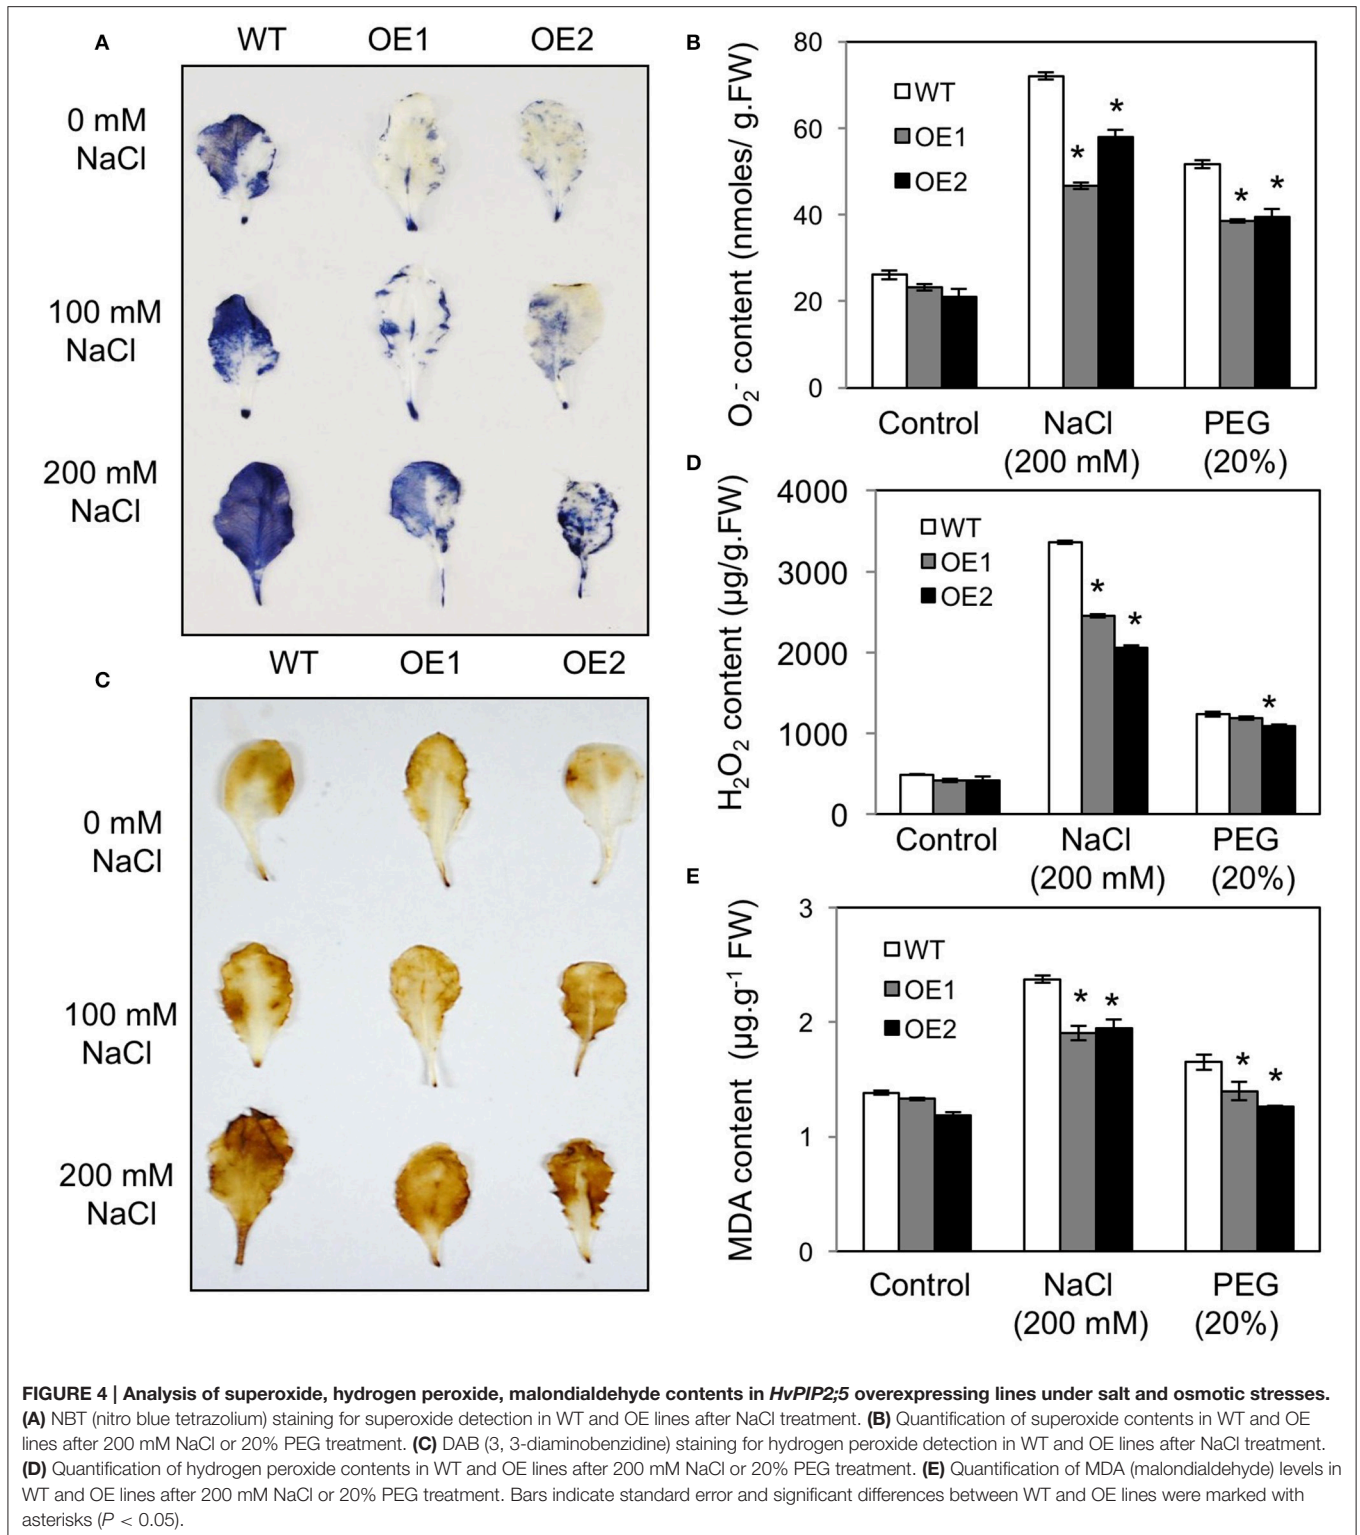 A
WT OE1 OE2
0 mM
NaCl
100 mM
NaCl
200 mM
NaCl
B
O₂⁻ content (nmoles/ g.FW)
80
60
40
20
0
WT
OE1
OE2
* *
* *
Control NaCl PEG
(200 mM) (20%)
C
WT OE1 OE2
0 mM
NaCl
100 mM
NaCl
200 mM
NaCl
D
H₂O₂ content (µg/g.FW)
4000
3000
2000
1000
0
WT
OE1
OE2
* *
*
Control NaCl PEG
(200 mM) (20%)
E
MDA content (µg.g⁻¹ FW)
3
2
1
0
WT
OE1
OE2
* *
* *
Control NaCl PEG
(200 mM) (20%)
FIGURE 4 | Analysis of superoxide, hydrogen peroxide, malondialdehyde contents in HvPIP2;5 overexpressing lines under salt and osmotic stresses.
(A) NBT (nitro blue tetrazolium) staining for superoxide detection in WT and OE lines after NaCl treatment. (B) Quantification of superoxide contents in WT and OE
lines after 200 mM NaCl or 20% PEG treatment. (C) DAB (3, 3-diaminobenzidine) staining for hydrogen peroxide detection in WT and OE lines after NaCl treatment.
(D) Quantification of hydrogen peroxide contents in WT and OE lines after 200 mM NaCl or 20% PEG treatment. (E) Quantification of MDA (malondialdehyde) levels in
WT and OE lines after 200 mM NaCl or 20% PEG treatment. Bars indicate standard error and significant differences between WT and OE lines were marked with
asterisks (P < 0.05).